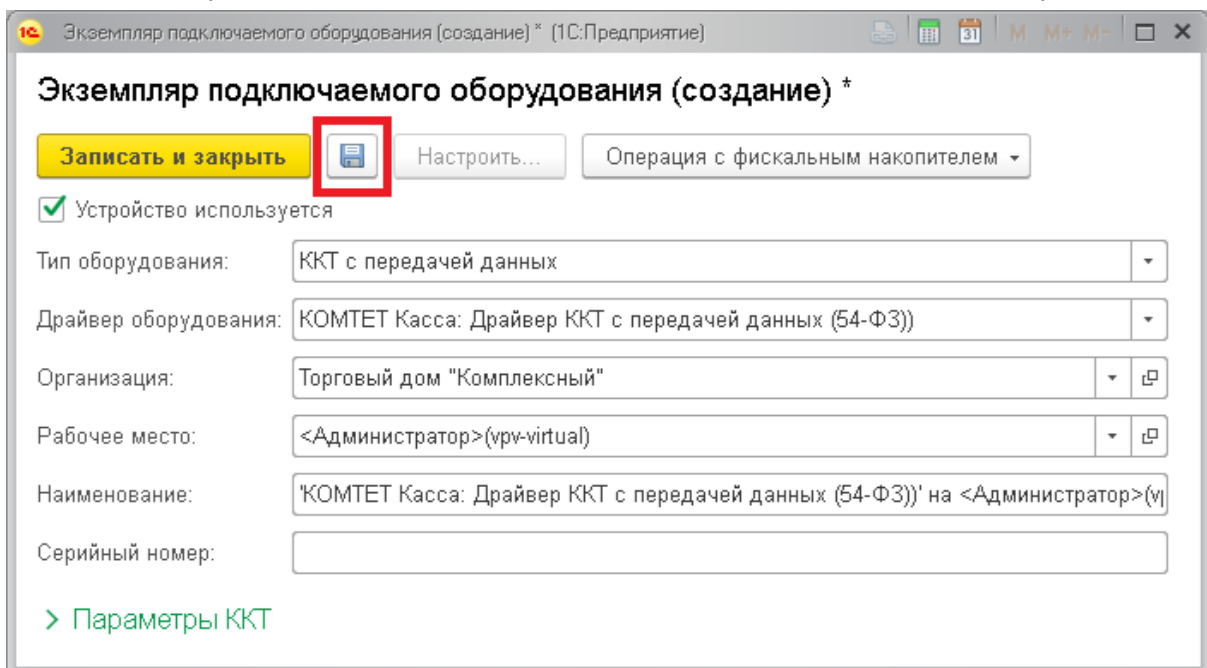 1С Экземпляр подключаемого оборудования (создание) * (1С:Предприятие) 31 M M+ M-
Экземпляр подключаемого оборудования (создание) *
Записать и закрыть Настроить... Операция с фискальным накопителем
Устройство используется
Тип оборудования: ККТ с передачей данных
Драйвер оборудования: КОМТЕТ Касса: Драйвер ККТ с передачей данных (54-ФЗ))
Организация: Торговый дом "Комплексный"
Рабочее место: <Администратор>(vpv-virtual)
Наименование: 'КОМТЕТ Касса: Драйвер ККТ с передачей данных (54-ФЗ))' на <Администратор>(vp
Серийный номер:
Параметры ККТ